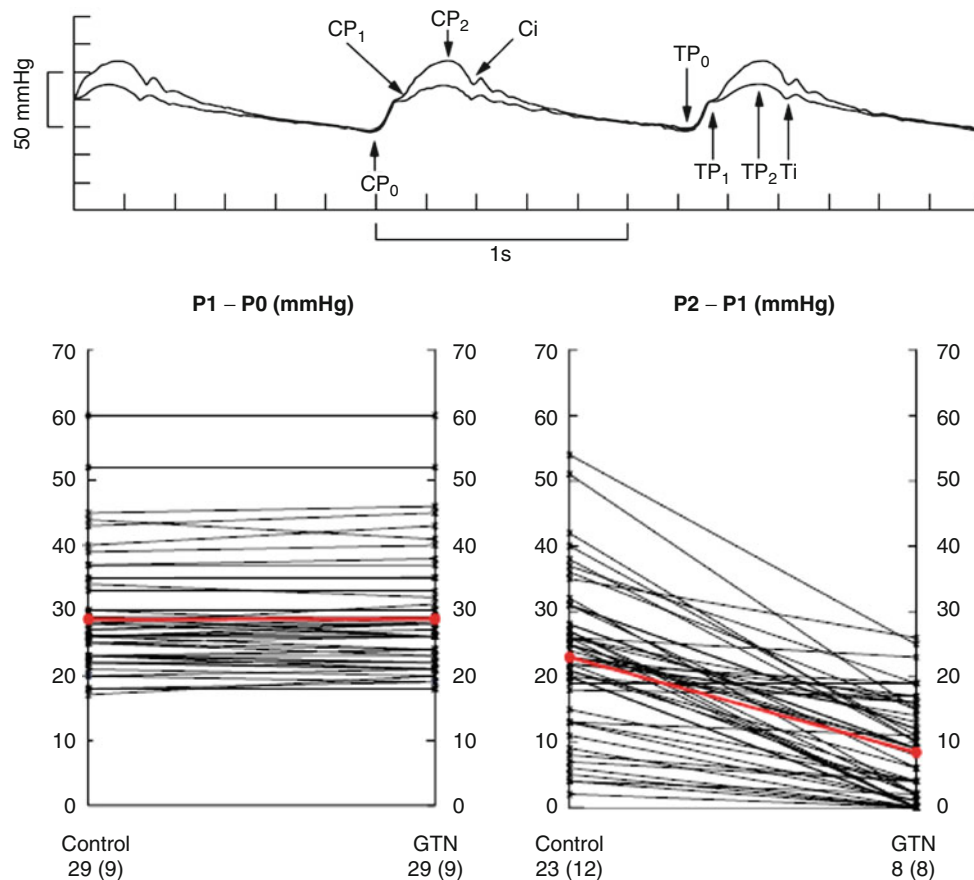 CP2
CP1 Ci
TP0
50 mmHg
CP0
TP1 TP2 Ti
1s
P1 – P0 (mmHg) P2 – P1 (mmHg)
70 70 70 70
60 60 60 60
50 50 50 50
40 40 40 40
30 30 30 30
20 20 20 20
10 10 10 10
0 0 0 0
Control GTN Control GTN
29 (9) 29 (9) 23 (12) 8 (8)